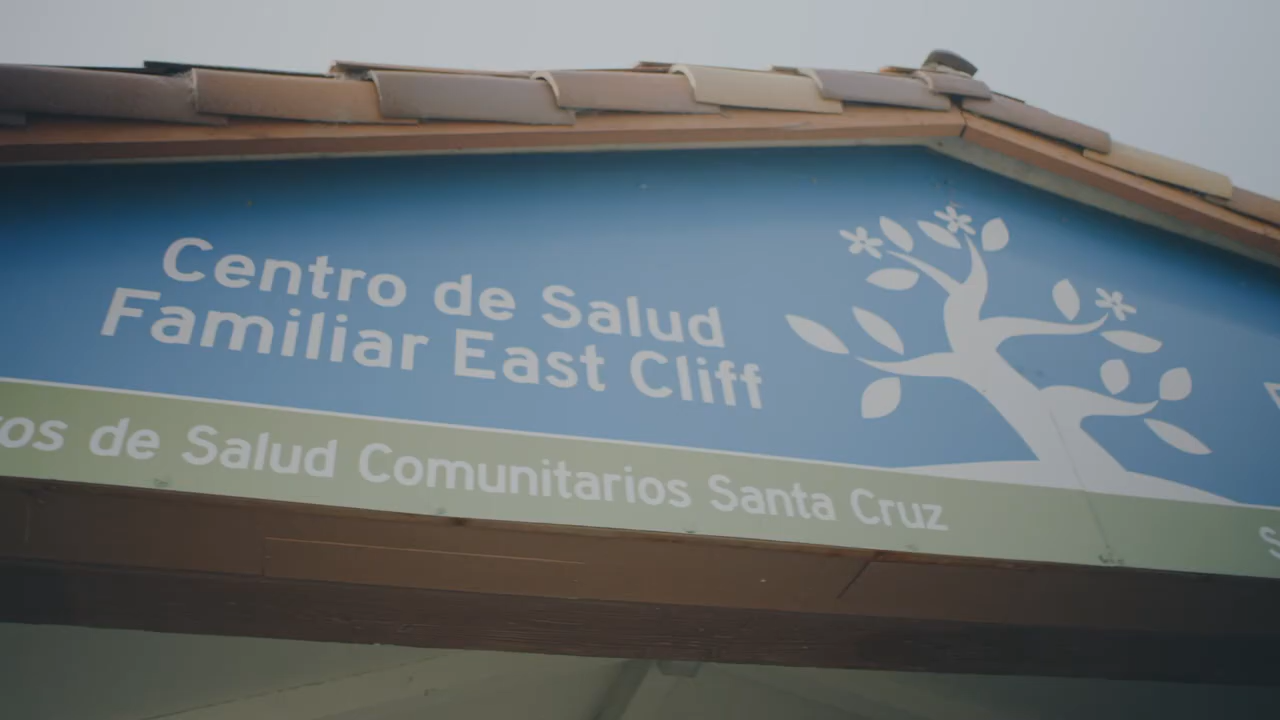 Centro de Salud
Familiar East Cliff
de Salud Comunitarios Santa Cruz